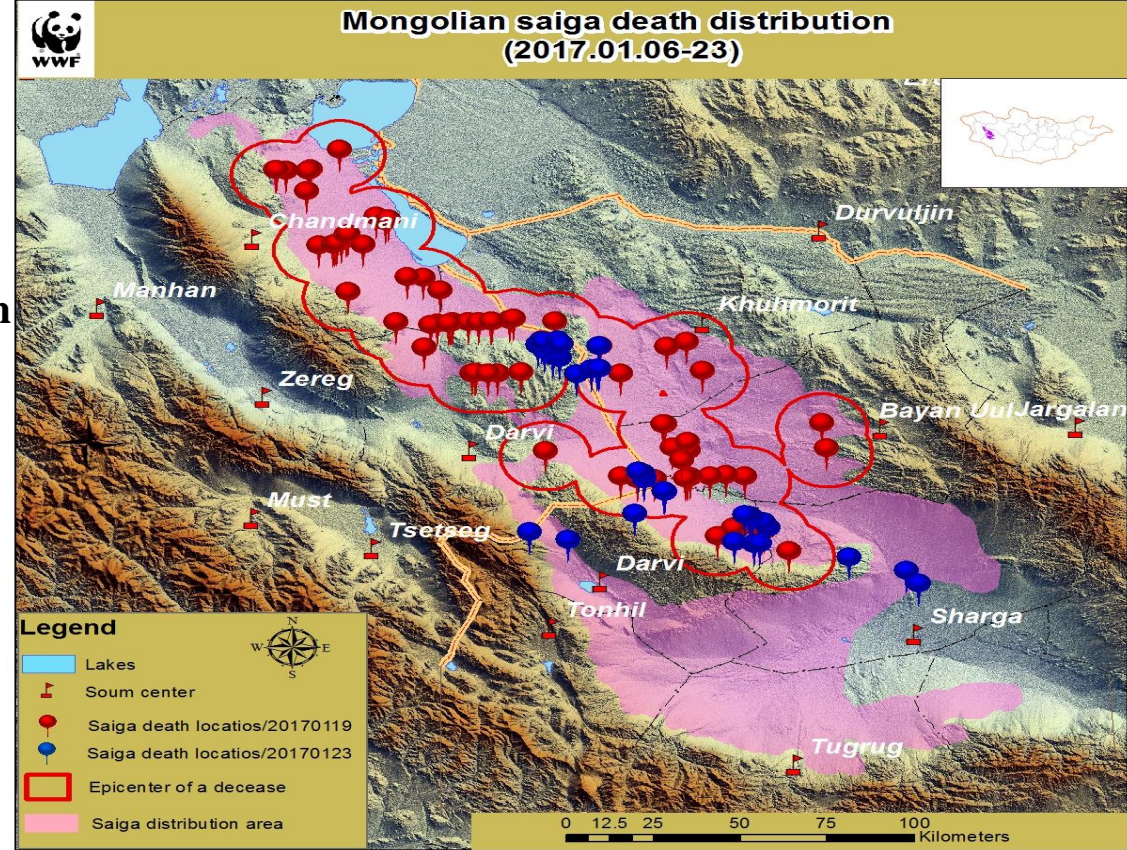 Mongolian saiga death distribution
(2017.01.06-23)
WWF
Durvuljin
Chandmani
Manhan
n
Khuhmorit
Zereg
Bayan Uul
Jargalan
Darvi
Must
Tsetseg
Darvi
Tonhil
Sharga
Tugrug
Legend
N
W
E
S
Lakes
Soum center
Saiga death locatios/20170119
Saiga death locatios/20170123
Epicenter of a decease
Saiga distribution area
0 12.5 25 50 75 100
Kilometers